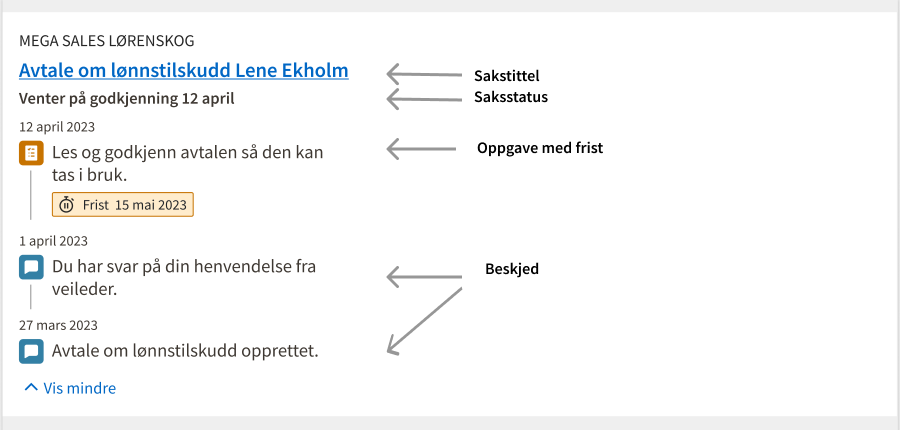 MEGA SALES LØRENSKOG
Avtale om lønnstilskudd Lene Ekholm
Sakstittel
Venter på godkjenning 12 april
Saksstatus
12 april 2023
Les og godkjenn avtalen så den kan
tas i bruk.
Oppgave med frist
Frist 15 mai 2023
1 april 2023
Du har svar på din henvendelse fra
veileder.
Beskjed
27 mars 2023
Avtale om lønnstilskudd opprettet.
Vis mindre